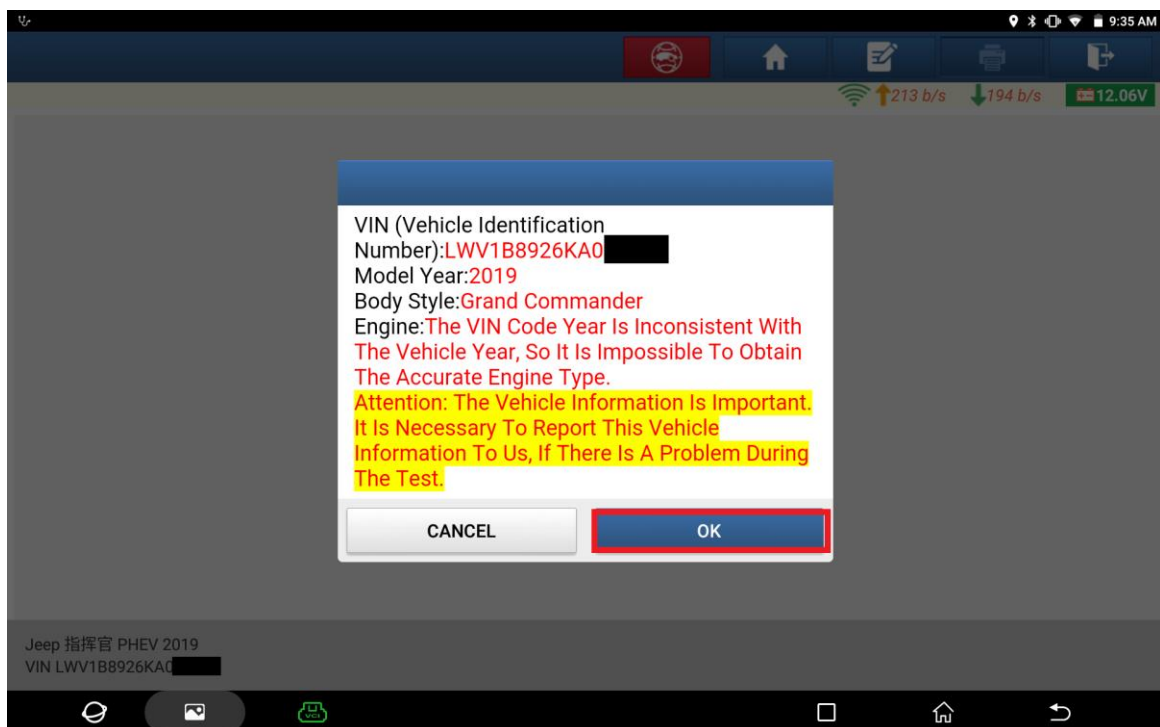 9:35 AM
213 b/s 194 b/s 12.06V
VIN (Vehicle Identification
Number):LWV1B8926KA0
Model Year:2019
Body Style:Grand Commander
Engine:The VIN Code Year Is Inconsistent With
The Vehicle Year, So It Is Impossible To Obtain
The Accurate Engine Type.
Attention: The Vehicle Information Is Important.
It Is Necessary To Report This Vehicle
Information To Us, If There Is A Problem During
The Test.
CANCEL OK
Jeep 指挥官 PHEV 2019
VIN LWV1B8926KA0
VCI